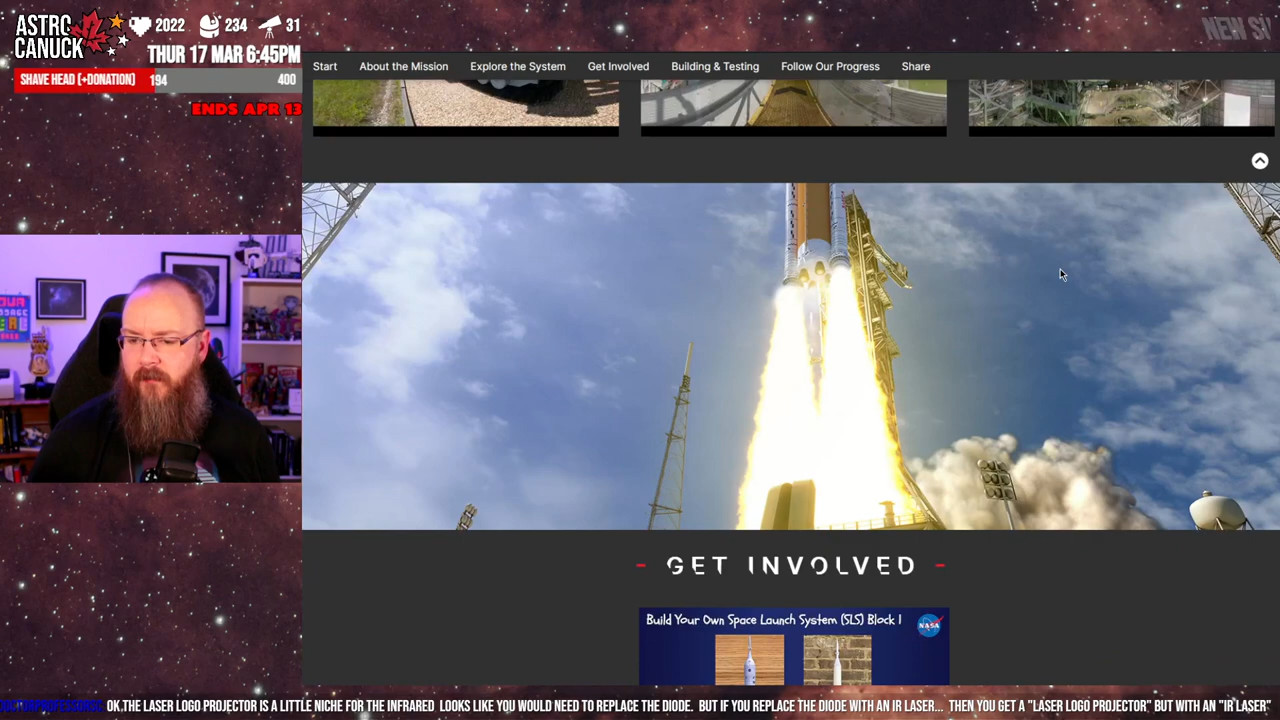 ASTRO
CANUCK
2022
234
31
THUR 17 MAR 6:45PM
SHAVE HEAD (+DONATION)
194
400
ENDS APR 13
Start
About the Mission
Explore the System
Get Involved
Building & Testing
Follow Our Progress
Share
- GET INVOLVED -
Build Your Own Space Launch System (SLS) Block I
NASA
OK THE LASER LOGO PROJECTOR IS A LITTLE NICHE FOR THE INFRARED LOOKS LIKE YOU WOULD NEED TO REPLACE THE DIODE. BUT IF YOU REPLACE THE DIODE WITH AN IR LASER... THEN YOU GET A "LASER LOGO PROJECTOR" BUT WITH AN "IR LASER"